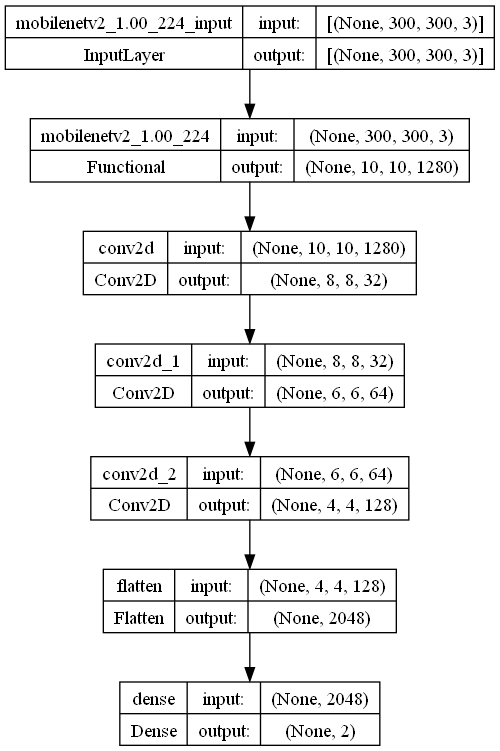 mobilenetv2_1.00_224_input input: [(None, 300, 300, 3)]
InputLayer output: [(None, 300, 300, 3)]
mobilenetv2_1.00_224 input: (None, 300, 300, 3)
Functional output: (None, 10, 10, 1280)
conv2d input: (None, 10, 10, 1280)
Conv2D output: (None, 8, 8, 32)
conv2d_1 input: (None, 8, 8, 32)
Conv2D output: (None, 6, 6, 64)
conv2d_2 input: (None, 6, 6, 64)
Conv2D output: (None, 4, 4, 128)
flatten input: (None, 4, 4, 128)
Flatten output: (None, 2048)
dense input: (None, 2048)
Dense output: (None, 2)